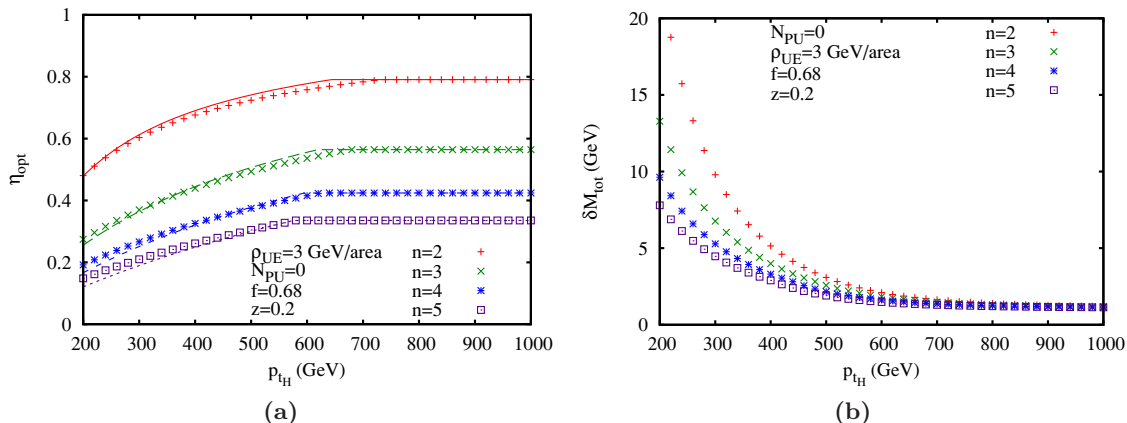 1
0.8
0.6
0.4
0.2
0
η_opt
ρ_UE=3 GeV/area n=2
N_PU=0 n=3
f=0.68 n=4
z=0.2 n=5
200 300 400 500 600 700 800 900 1000
p_tH (GeV)
(a)
20
15
10
5
0
δM_tot (GeV)
N_PU=0 n=2
ρ_UE=3 GeV/area n=3
f=0.68 n=4
z=0.2 n=5
200 300 400 500 600 700 800 900 1000
p_tH (GeV)
(b)